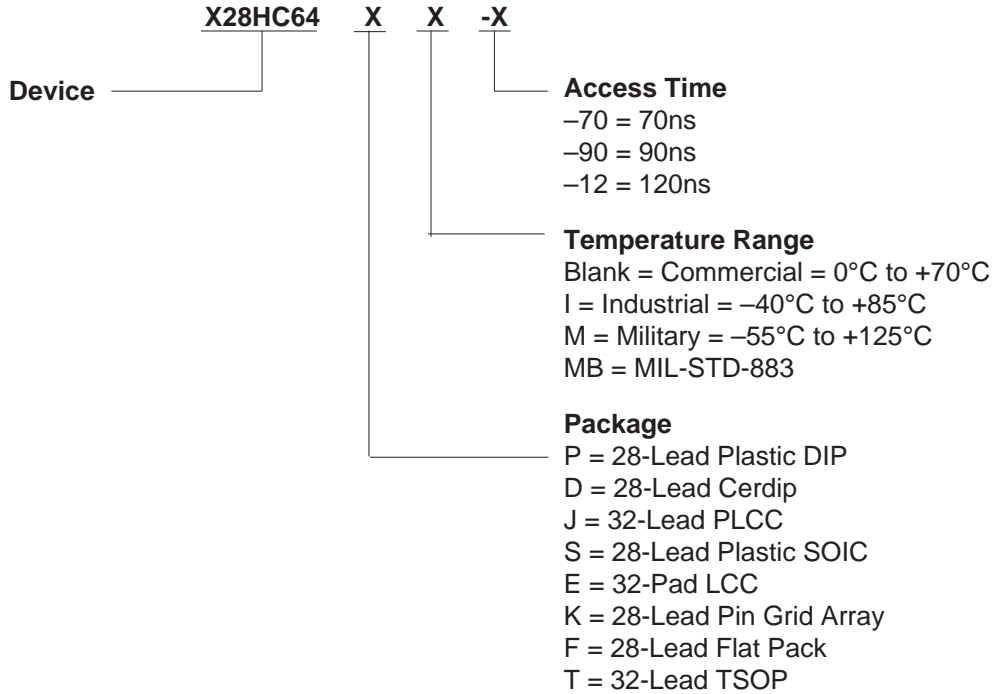 X28HC64 X X -X
Device
Access Time
–70 = 70ns
–90 = 90ns
–12 = 120ns
Temperature Range
Blank = Commercial = 0°C to +70°C
I = Industrial = –40°C to +85°C
M = Military = –55°C to +125°C
MB = MIL-STD-883
Package
P = 28-Lead Plastic DIP
D = 28-Lead Cerdip
J = 32-Lead PLCC
S = 28-Lead Plastic SOIC
E = 32-Pad LCC
K = 28-Lead Pin Grid Array
F = 28-Lead Flat Pack
T = 32-Lead TSOP